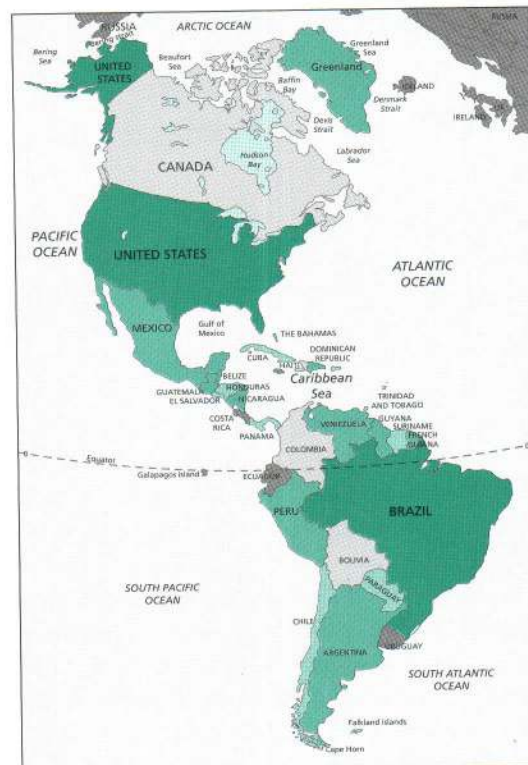 ARCTIC OCEAN
RUSSIA
RUSSIA
Bering Strait
Bering
Sea
Beaufort
Sea
Greenland
Sea
UNITED
STATES
Greenland
Baffin
Bay
Denmark
Strait
ICELAND
IRELAND
Davis
Strait
Labrador
Sea
Hudson
Bay
CANADA
PACIFIC
OCEAN
UNITED STATES
ATLANTIC
OCEAN
MEXICO
Gulf of
Mexico
THE BAHAMAS
CUBA
HAITI
DOMINICAN
REPUBLIC
BELIZE
Caribbean
Sea
GUATEMALA
HONDURAS
EL SALVADOR
NICARAGUA
TRINIDAD
AND TOBAGO
COSTA
RICA
PANAMA
VENEZUELA
GUYANA
SURINAME
FRENCH
GUIANA
COLOMBIA
Equator
Galapagos Island
ECUADOR
PERU
BRAZIL
BOLIVIA
SOUTH PACIFIC
OCEAN
PARAGUAY
CHILE
ARGENTINA
URUGUAY
SOUTH ATLANTIC
OCEAN
Falkland Islands
Cape Horn